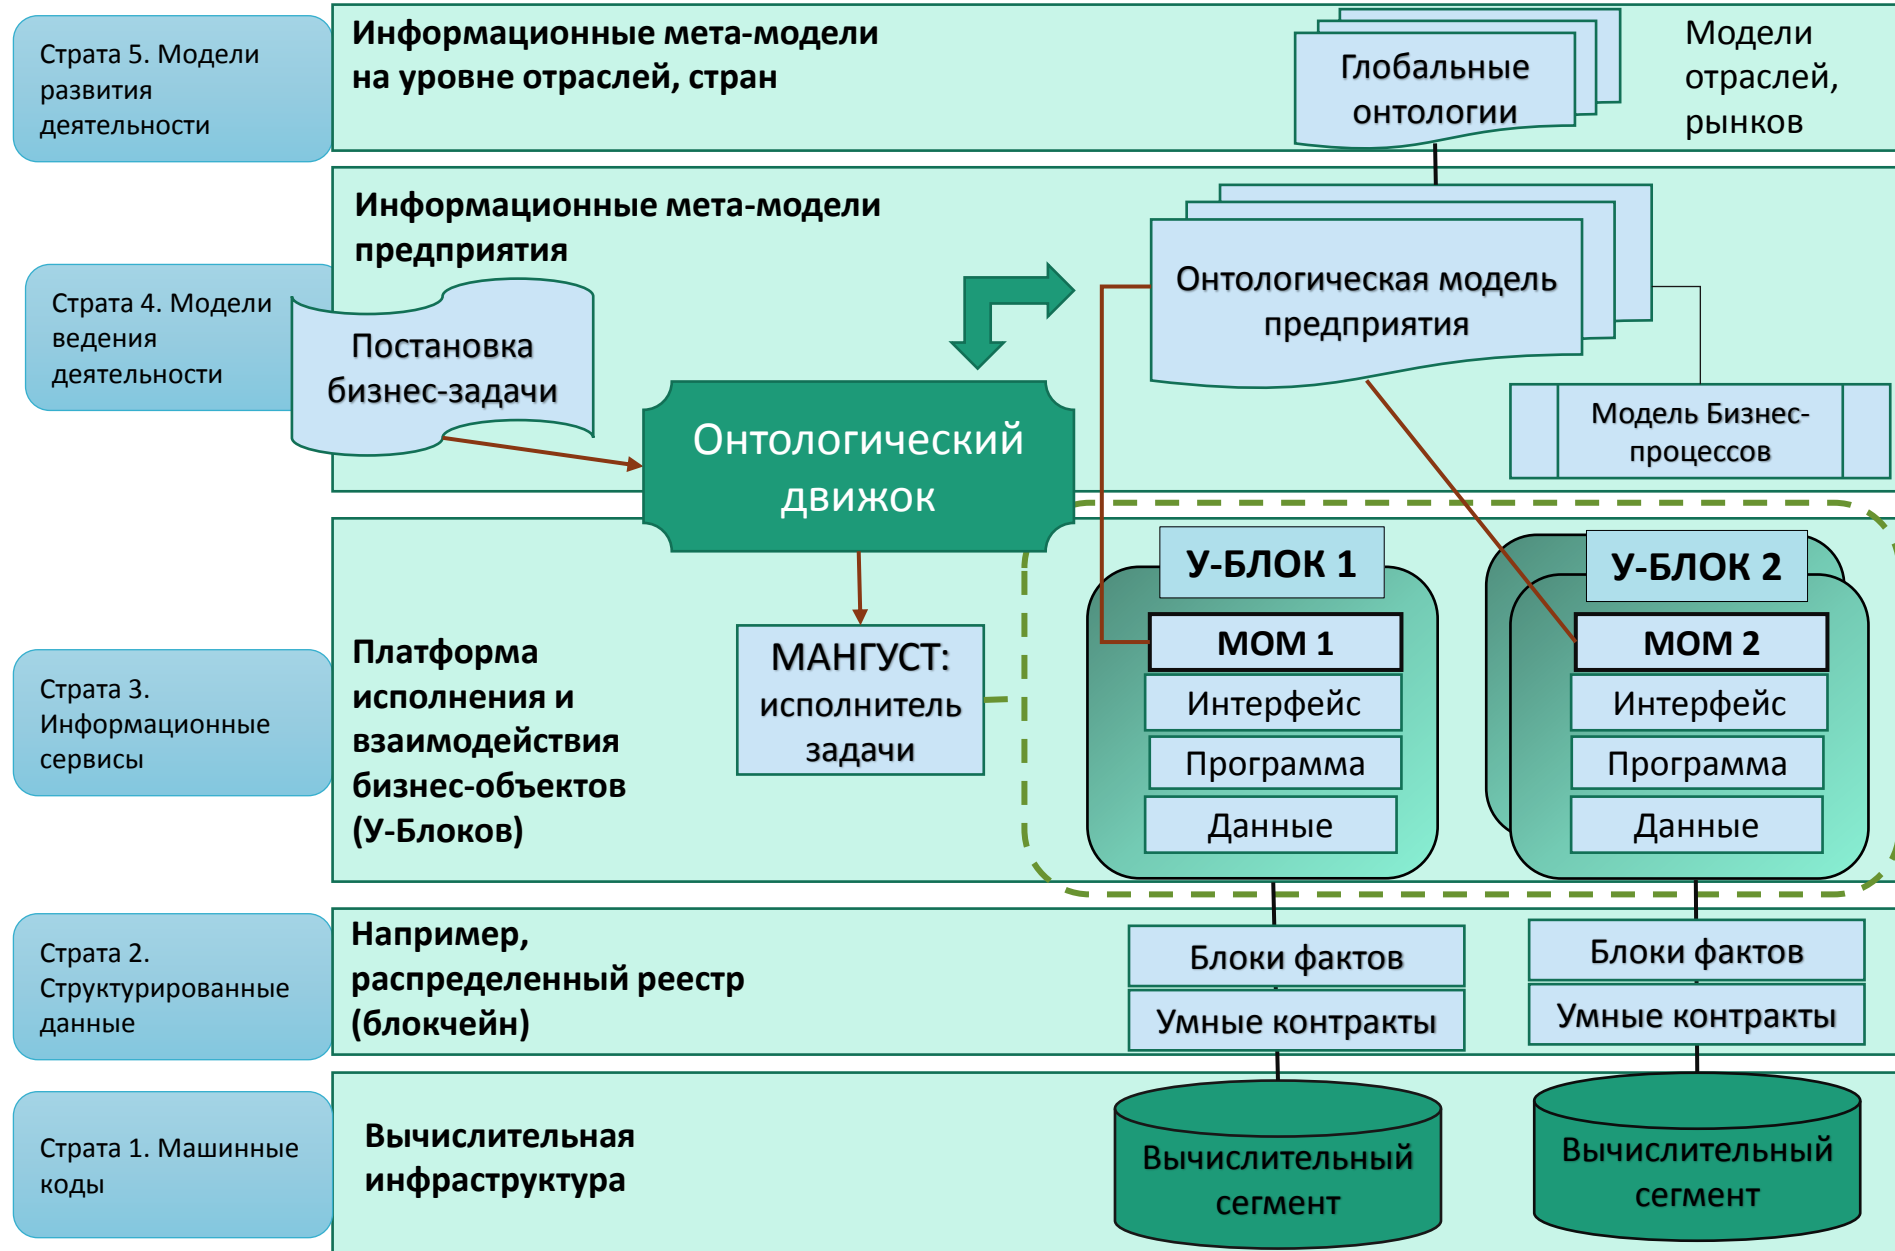 Страта 5. Модели
развития
деятельности
Информационные мета-модели
на уровне отраслей, стран
Глобальные
онтологии
Модели
отраслей,
рынков
Страта 4. Модели
ведения
деятельности
Информационные мета-модели
предприятия
Постановка
бизнес-задачи
Онтологический
движок
Онтологическая модель
предприятия
Модель Бизнес-
процессов
Страта 3.
Информационные
сервисы
Платформа
исполнения и
взаимодействия
бизнес-объектов
(У-Блоков)
МАНГУСТ:
исполнитель
задачи
У-БЛОК 1
МОМ 1
Интерфейс
Программа
Данные
У-БЛОК 2
МОМ 2
Интерфейс
Программа
Данные
Страта 2.
Структурированные
данные
Например,
распределенный реестр
(блокчейн)
Блоки фактов
Умные контракты
Блоки фактов
Умные контракты
Страта 1. Машинные
коды
Вычислительная
инфраструктура
Вычислительный
сегмент
Вычислительный
сегмент